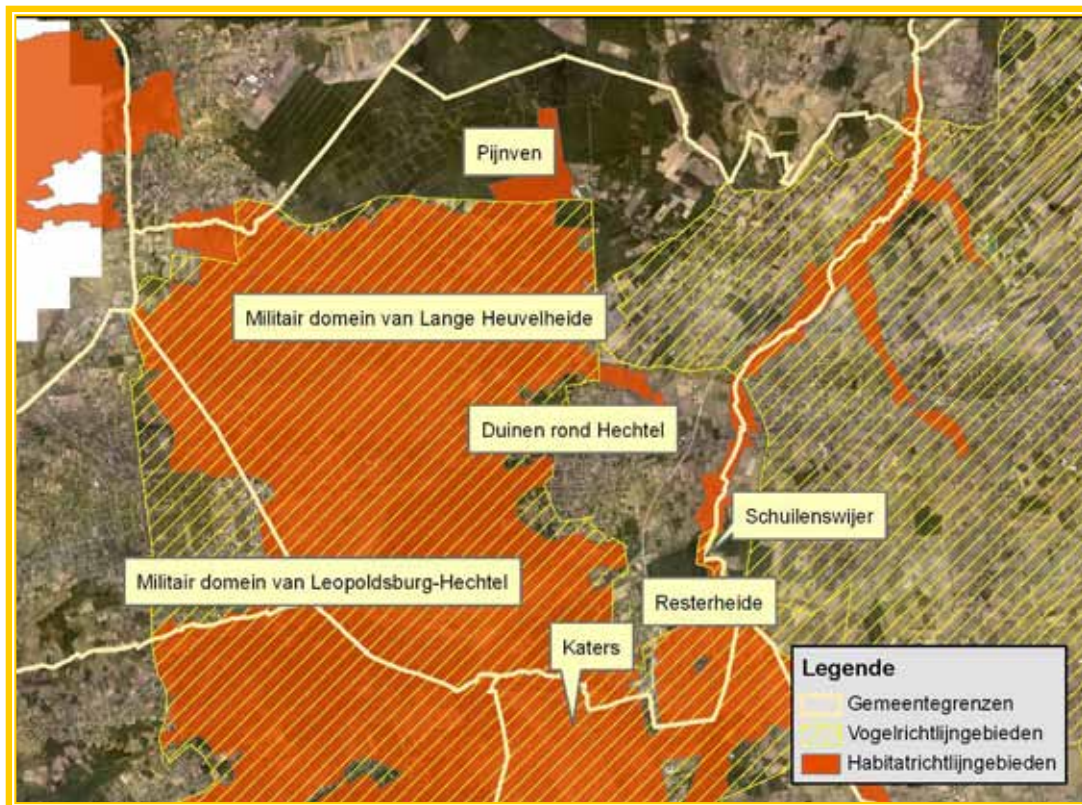 Pijnven
Militair domein van Lange Heuvelheide
Duinen rond Hechtel
Schuilenswijer
Militair domein van Leopoldsburg-Hechtel
Resterheide
Katers
Legende
Gemeentegrenzen
Vogelrichtlijngebieden
Habitatrichtlijngebieden